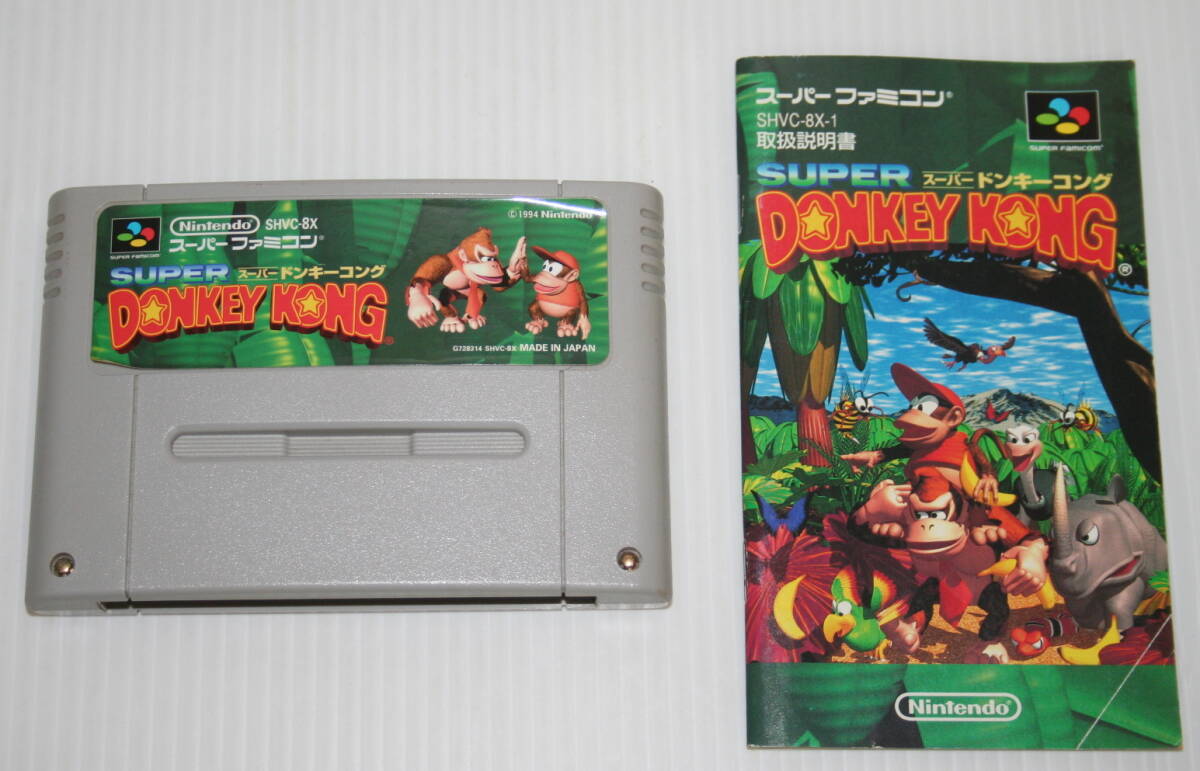 Nintendo® SHVC-8X
スーパーファミコン®
SUPER FAMICOM™
© 1994 Nintendo
SUPER スーパードンキーコング
DONKEY KONG®
G728314 SHVC-8X MADE IN JAPAN
スーパーファミコン®
SHVC-8X-1
取扱説明書
SUPER FAMICOM™
SUPER スーパードンキーコング
DONKEY KONG®
Nintendo®